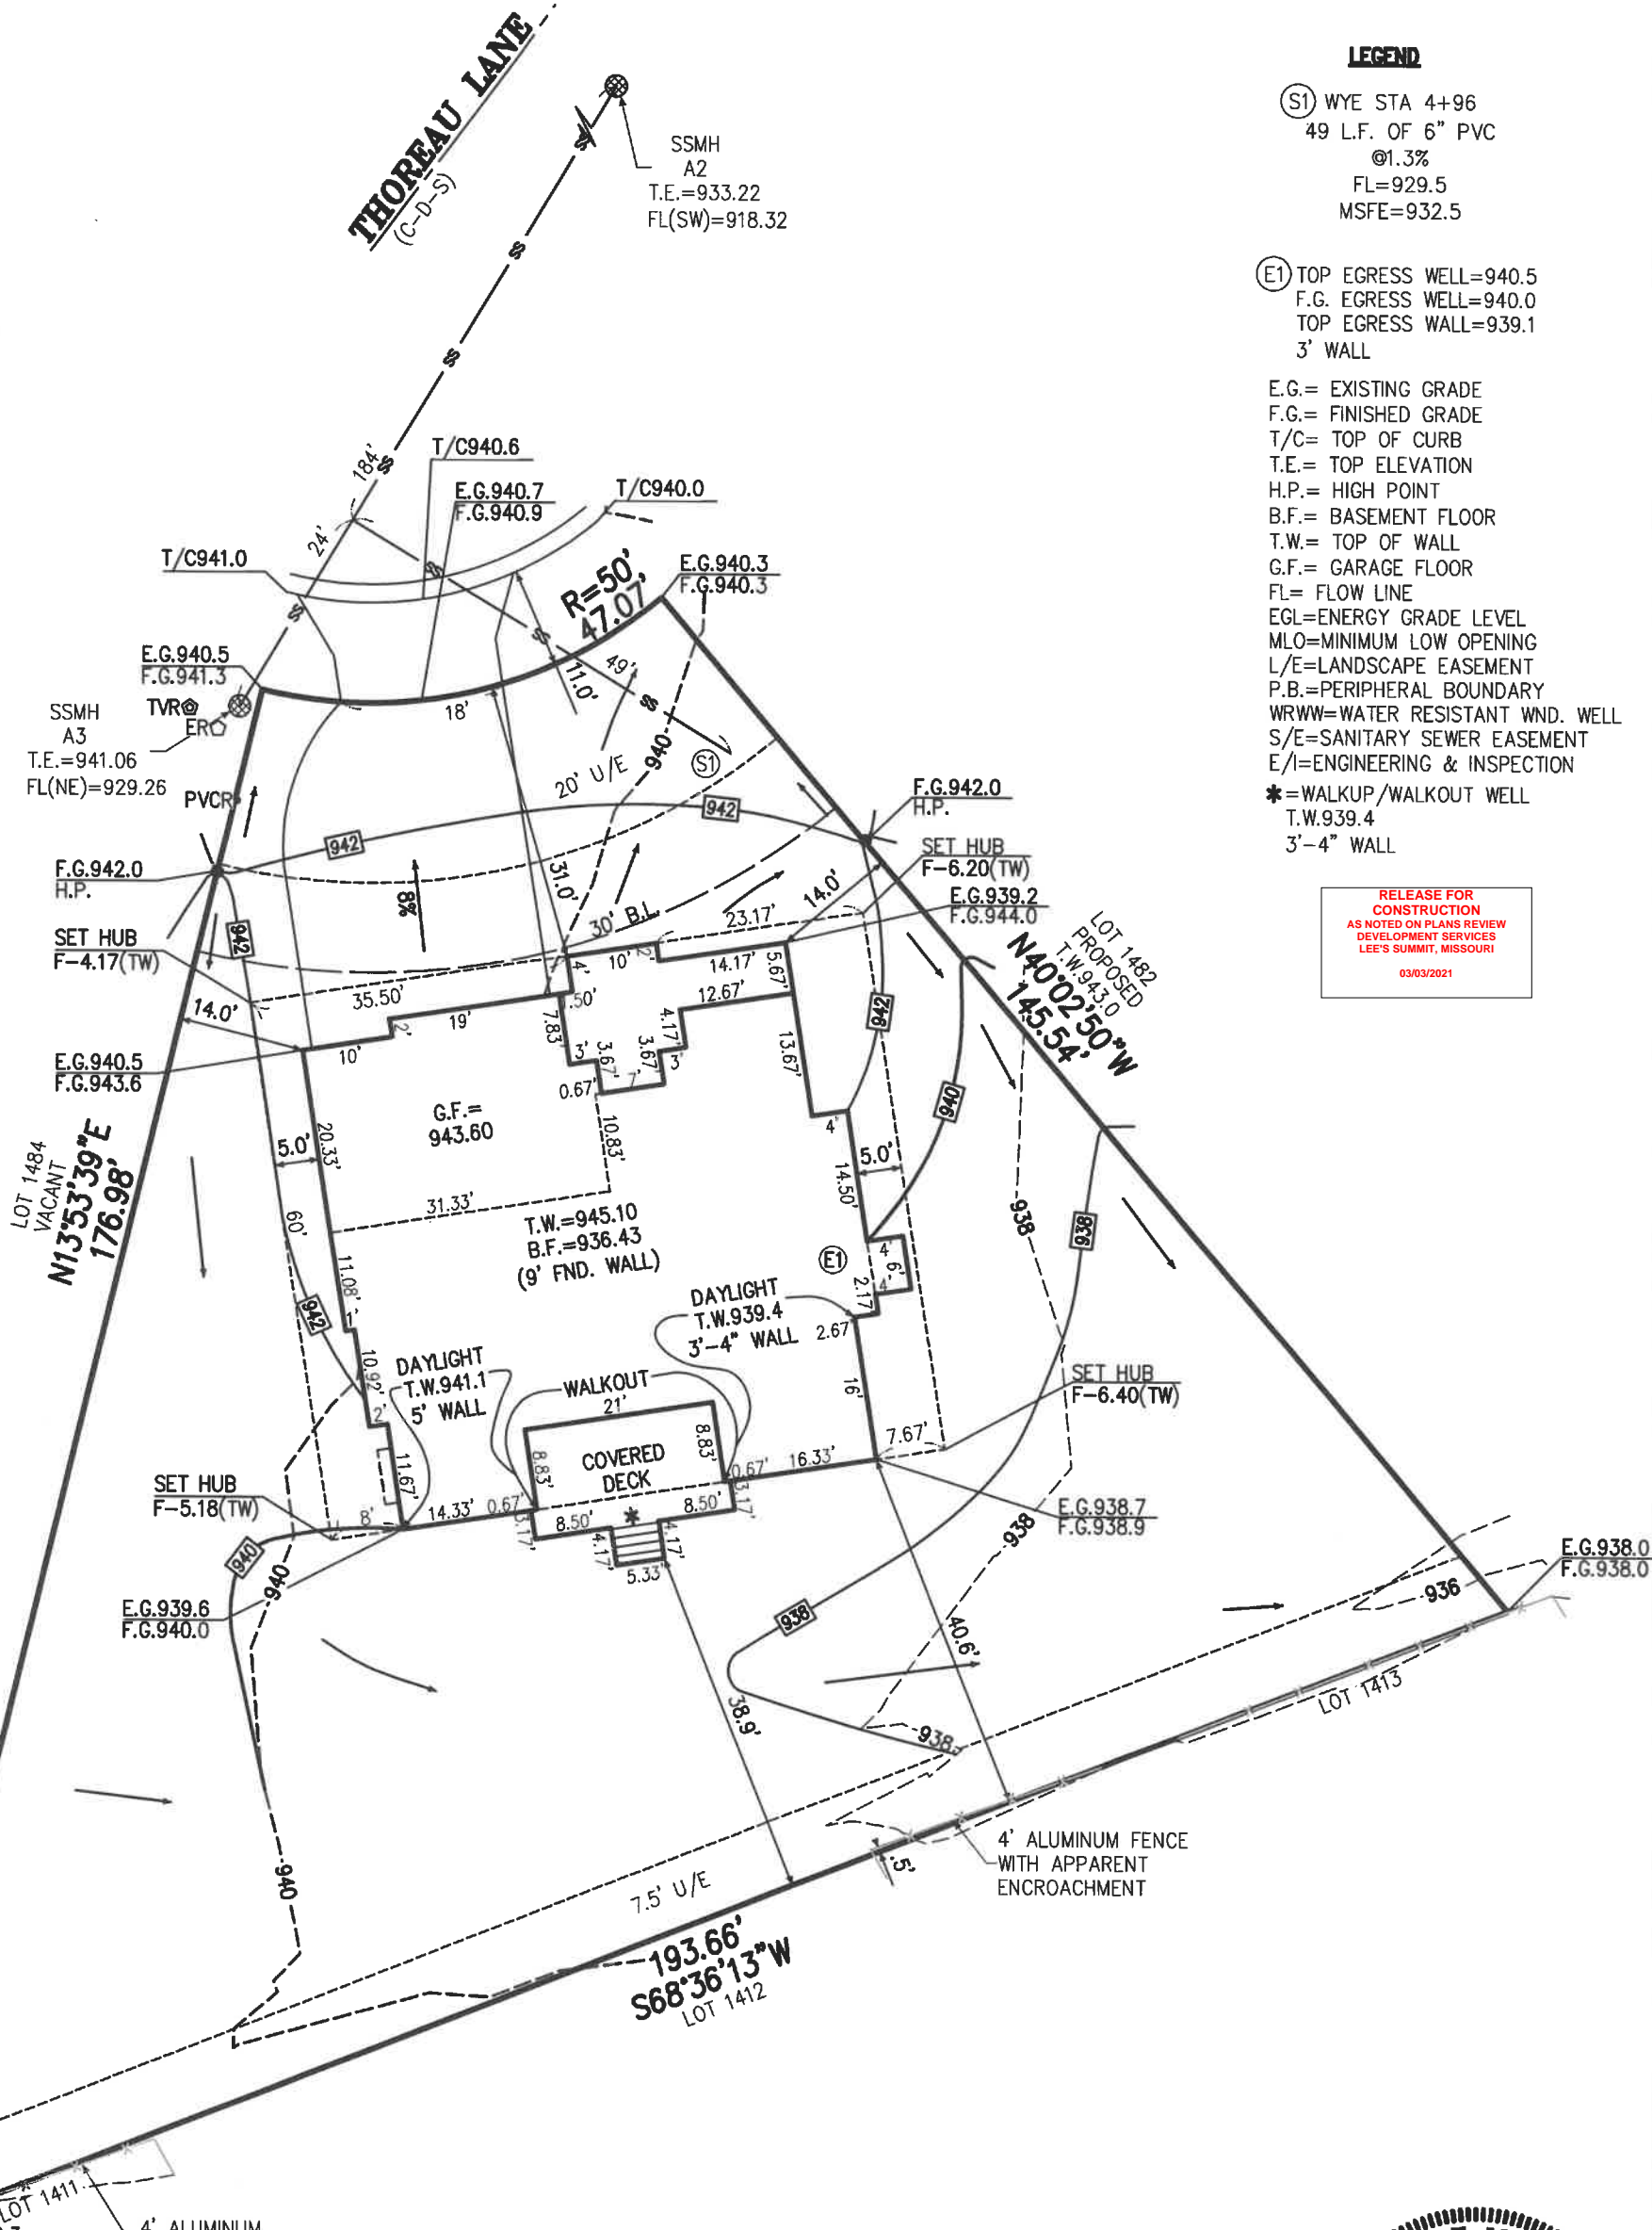 THOREAU LANE
(C-D-S)
SSMH
A2
T.E.=933.22
FL(SW)=918.32
LEGEND
S1 WYE STA 4+96
49 L.F. OF 6" PVC
@1.3%
FL=929.5
MSFE=932.5
E1 TOP EGRESS WELL=940.5
F.G. EGRESS WELL=940.0
TOP EGRESS WALL=939.1
3' WALL
E.G.= EXISTING GRADE
F.G.= FINISHED GRADE
T/C= TOP OF CURB
T.E.= TOP ELEVATION
H.P.= HIGH POINT
B.F.= BASEMENT FLOOR
T.W.= TOP OF WALL
G.F.= GARAGE FLOOR
FL= FLOW LINE
EGL=ENERGY GRADE LEVEL
MLO=MINIMUM LOW OPENING
L/E=LANDSCAPE EASEMENT
P.B.=PERIPHERAL BOUNDARY
WRWW=WATER RESISTANT WND. WELL
S/E=SANITARY SEWER EASEMENT
E/I=ENGINEERING & INSPECTION
*=WALKUP/WALKOUT WELL
T.W.939.4
3'-4" WALL
RELEASE FOR
CONSTRUCTION
AS NOTED ON PLANS REVIEW
DEVELOPMENT SERVICES
LEE'S SUMMIT, MISSOURI
03/03/2021
SS
SS
SS
184'
SS
24'
T/C940.6
E.G.940.7
F.G.940.9
T/C940.0
T/C941.0
SS
SS
R=50'
47.07'
E.G.940.3
F.G.940.3
E.G.940.5
F.G.941.3
SS
49'
11.0'
SS
TVR
ER
SSMH
A3
T.E.=941.06
FL(NE)=929.26
PVCR
18'
20' U/E
940
S1
942
942
F.G.942.0
H.P.
F.G.942.0
H.P.
SET HUB
F-6.20(TW)
E.G.939.2
F.G.944.0
8%
31.0'
30' B.L.
23.17'
14.0'
942
SET HUB
F-4.17(TW)
14.0'
35.50'
4'
10'
2'
14.17'
5.67'
LOT 1482
PROPOSED
T.W.943.0
N40°02'50"W
145.54'
19'
2'
10'
.50'
12.67'
7.83'
3'
3.67'
0.67'
7'
3.67'
4.17'
3'
13.67'
942
E.G.940.5
F.G.943.6
G.F.=
943.60
10.83'
4'
940
5.0'
20.33'
14.50'
5.0'
LOT 1484
VACANT
N13°53'39"E
176.98'
31.33'
60'
T.W.=945.10
B.F.=936.43
(9' FND. WALL)
E1
4'
6'
4'
2.17'
938
938
11.08'
1'
942
DAYLIGHT
T.W.939.4
3'-4" WALL
2.67'
10.92'
2'
DAYLIGHT
T.W.941.1
5' WALL
WALKOUT
21'
16'
SET HUB
F-6.40(TW)
7.67'
8.83'
8.83'
COVERED
DECK
0.67'
16.33'
11.67'
SET HUB
F-5.18(TW)
8'
14.33'
0.67'
3.17'
8.50'
*
8.50'
3.17'
4.17'
4.17'
5.33'
E.G.938.7
F.G.938.9
938
E.G.938.0
F.G.938.0
936
940
940
E.G.939.6
F.G.940.0
938
40.6'
38.9'
938
LOT 1413
4' ALUMINUM FENCE
WITH APPARENT
ENCROACHMENT
.5'
940
7.5' U/E
193.66'
S68°36'13"W
LOT 1412
LOT 1411
4' ALUMINUM